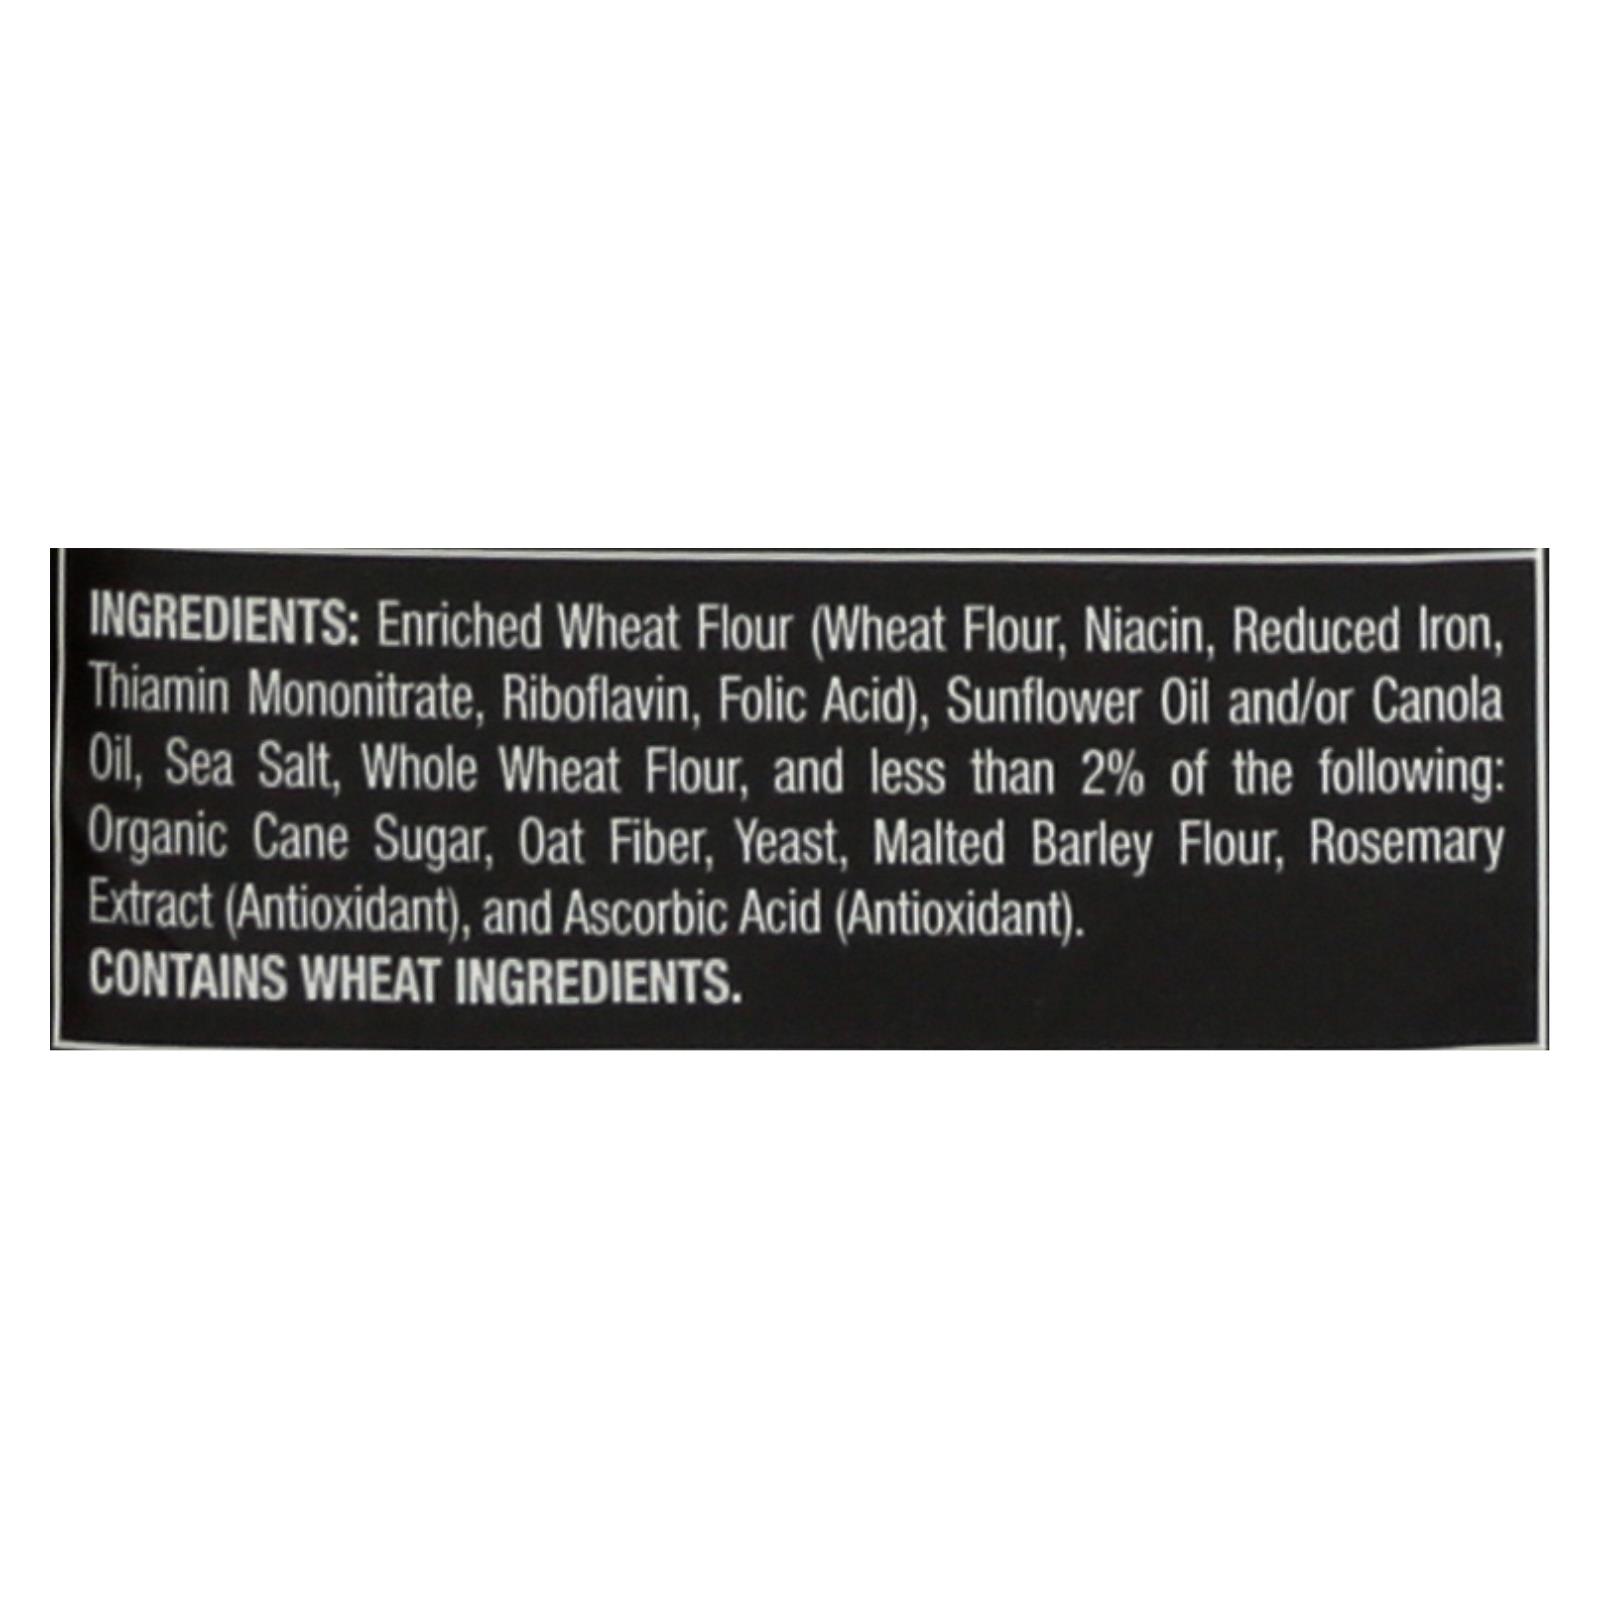 INGREDIENTS: Enriched Wheat Flour (Wheat Flour, Niacin, Reduced Iron,
Thiamin Mononitrate, Riboflavin, Folic Acid), Sunflower Oil and/or Canola
Oil, Sea Salt, Whole Wheat Flour, and less than 2% of the following:
Organic Cane Sugar, Oat Fiber, Yeast, Malted Barley Flour, Rosemary
Extract (Antioxidant), and Ascorbic Acid (Antioxidant).
CONTAINS WHEAT INGREDIENTS.